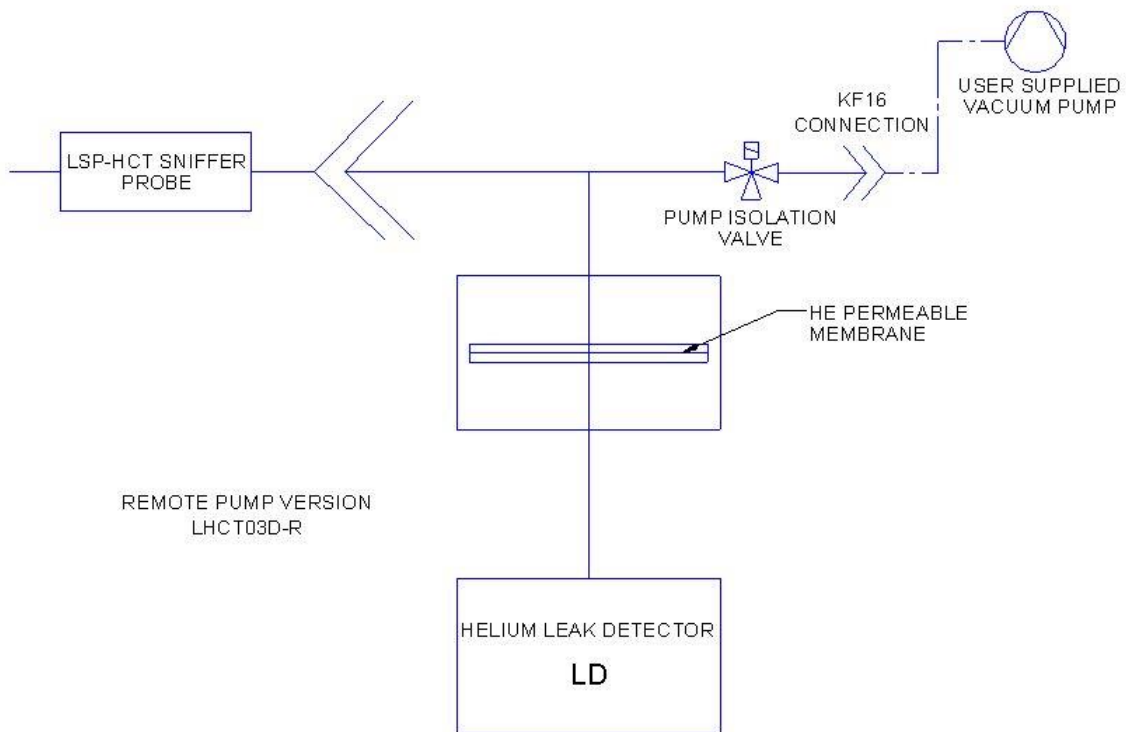 KF16
CONNECTION
USER SUPPLIED
VACUUM PUMP
LSP-HCT SNIFFER
PROBE
PUMP ISOLATION
VALVE
HE PERMEABLE
MEMBRANE
REMOTE PUMP VERSION
LHCT03D-R
HELIUM LEAK DETECTOR
LD